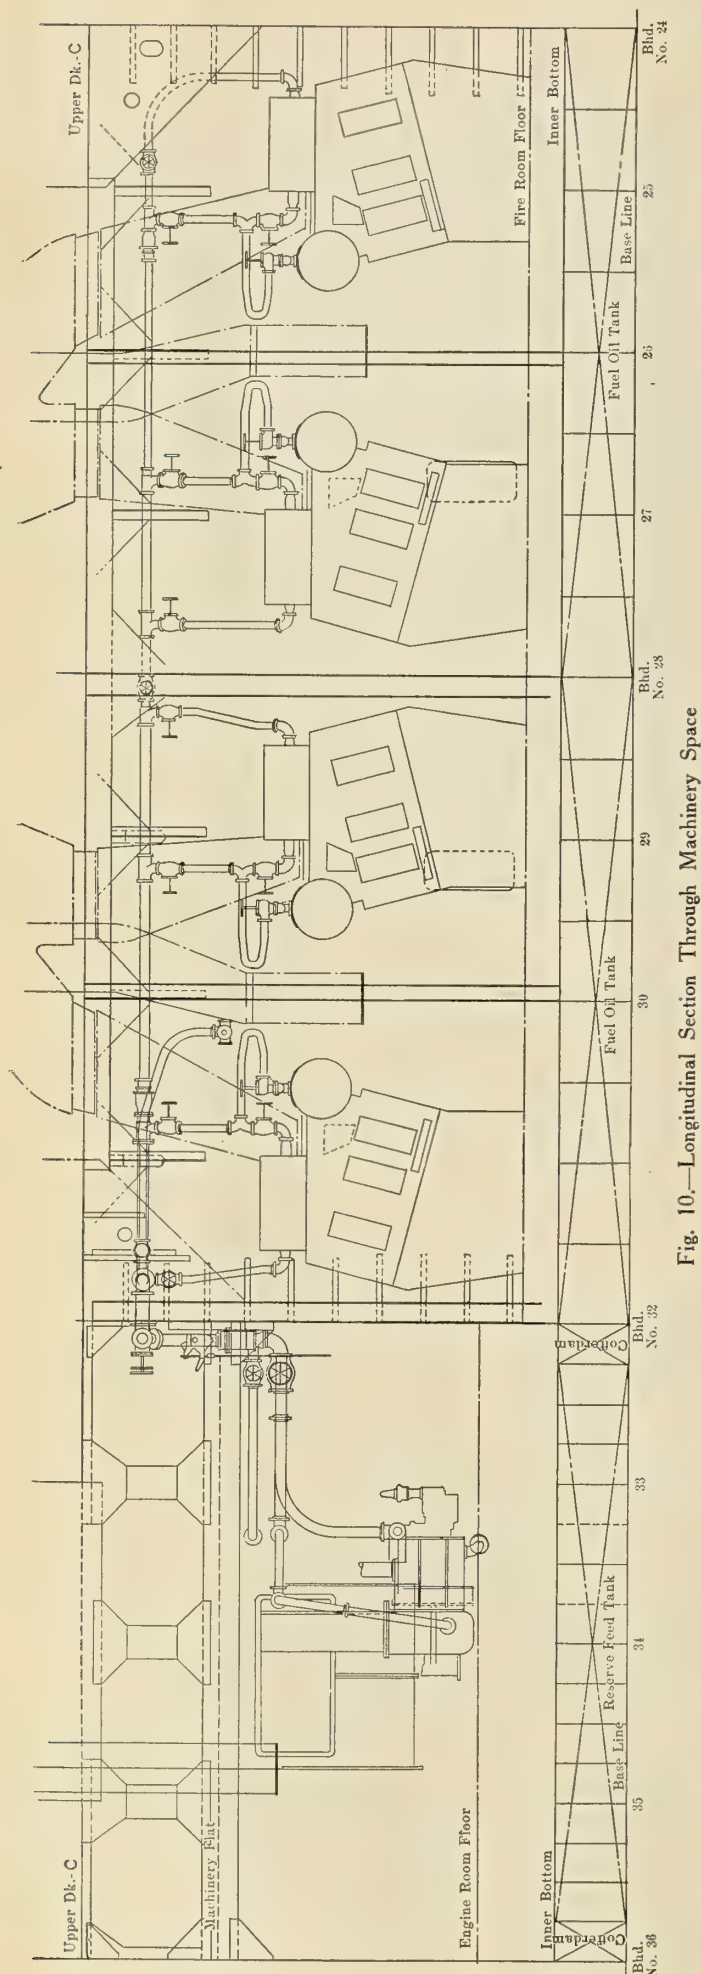 Upper Dk.-C
Upper Dk.-C
Machinery Flat
Engine Room Floor
Fire Room Floor
Inner Bottom
Inner Bottom
Cofferdam
Base Line
Reserve Feed Tank
Cofferdam
Fuel Oil Tank
Fuel Oil Tank
Base Line
Bhd.
No. 36
35
34
33
Bhd.
No. 32
30
29
Bhd.
No. 28
27
26
25
Bhd.
No. 24
Fig. 10.—Longitudinal Section Through Machinery Space